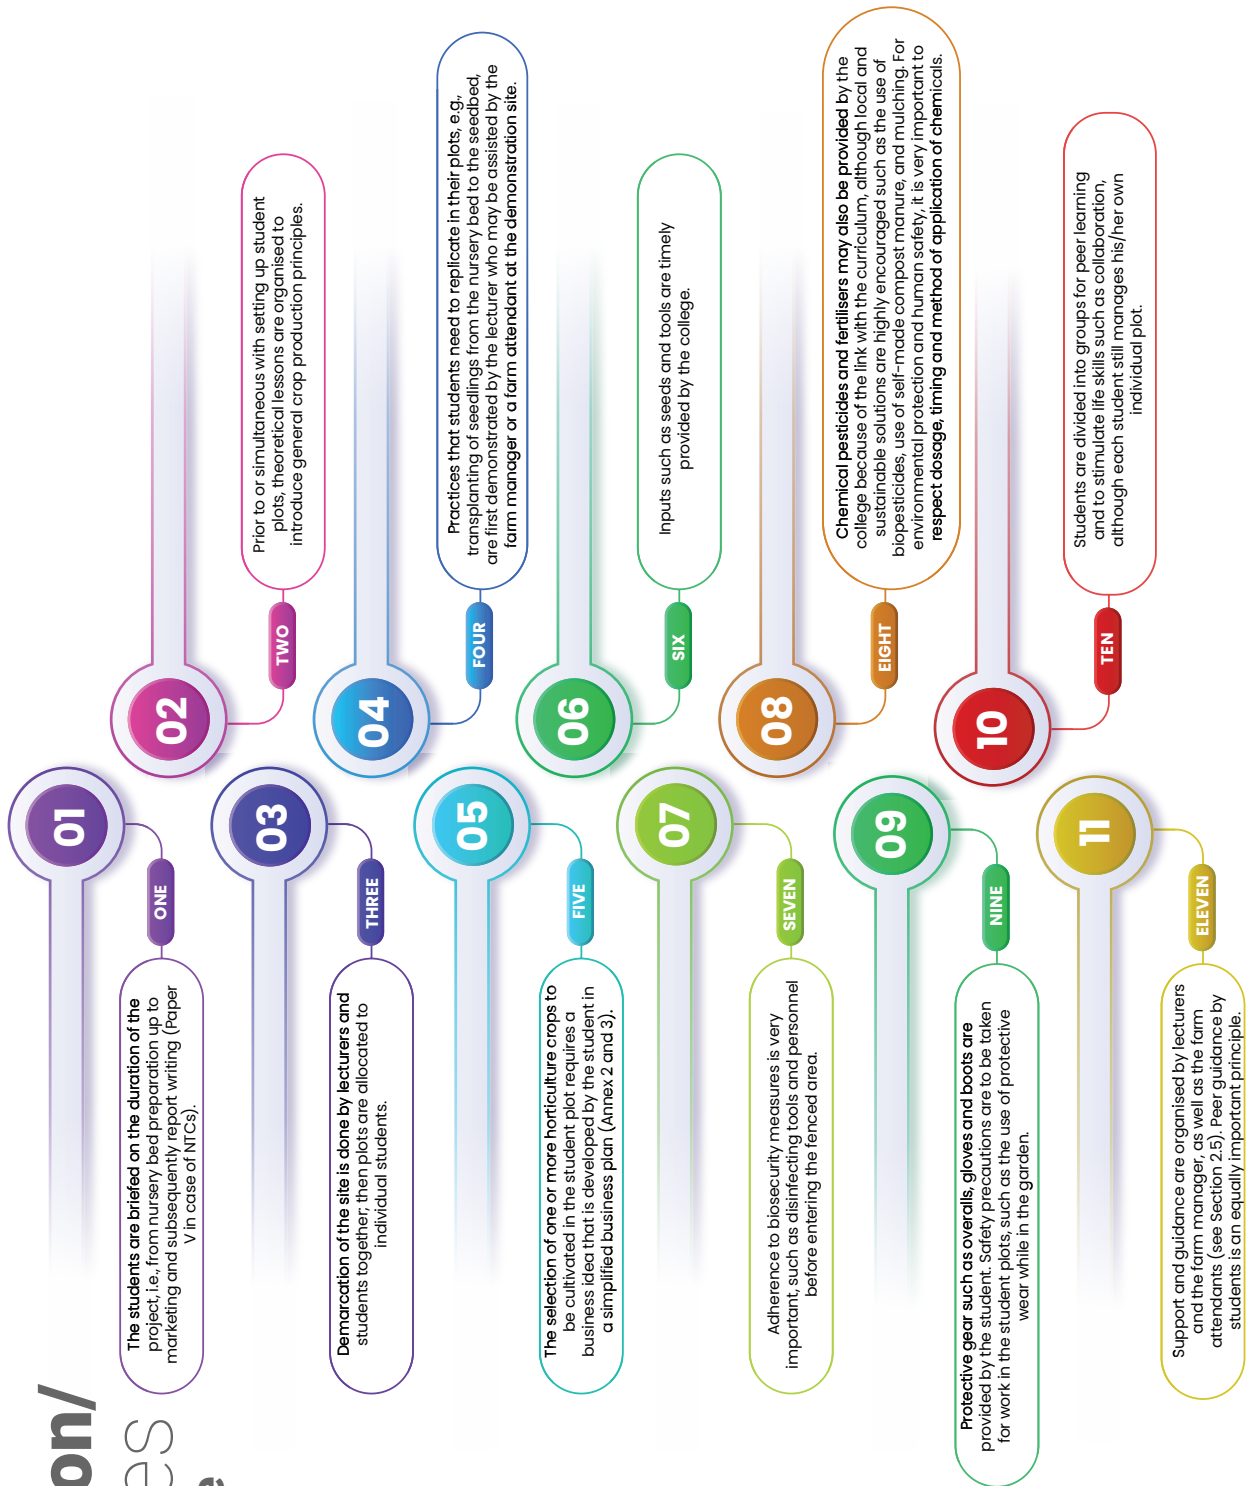 on/
es
e
01
ONE
The students are briefed on the duration of the
project, i.e., from nursery bed preparation up to
marketing and subsequently report writing (Paper
V in case of NTCs).
02
TWO
Prior to or simultaneous with setting up student
plots, theoretical lessons are organised to
introduce general crop production principles.
03
THREE
Demarcation of the site is done by lecturers and
students together; then plots are allocated to
individual students.
04
FOUR
Practices that students need to replicate in their plots, e.g.,
transplanting of seedlings from the nursery bed to the seedbed,
are first demonstrated by the lecturer who may be assisted by the
farm manager or a farm attendant at the demonstration site.
05
FIVE
The selection of one or more horticulture crops to
be cultivated in the student plot requires a
business idea that is developed by the student in
a simplified business plan (Annex 2 and 3).
06
SIX
Inputs such as seeds and tools are timely
provided by the college.
07
SEVEN
Adherence to biosecurity measures is very
important, such as disinfecting tools and personnel
before entering the fenced area.
08
EIGHT
Chemical pesticides and fertilisers may also be provided by the
college because of the link with the curriculum, although local and
sustainable solutions are highly encouraged such as the use of
biopesticides, use of self-made compost manure, and mulching. For
environmental protection and human safety, it is very important to
respect dosage, timing and method of application of chemicals.
09
NINE
Protective gear such as overalls, gloves and boots are
provided by the student. Safety precautions are to be taken
for work in the student plots, such as the use of protective
wear while in the garden.
10
TEN
Students are divided into groups for peer learning
and to stimulate life skills such as collaboration,
although each student still manages his/her own
individual plot.
11
ELEVEN
Support and guidance are organised by lecturers
and the farm manager, as well as the farm
attendants (see Section 2.5). Peer guidance by
students is an equally important principle.